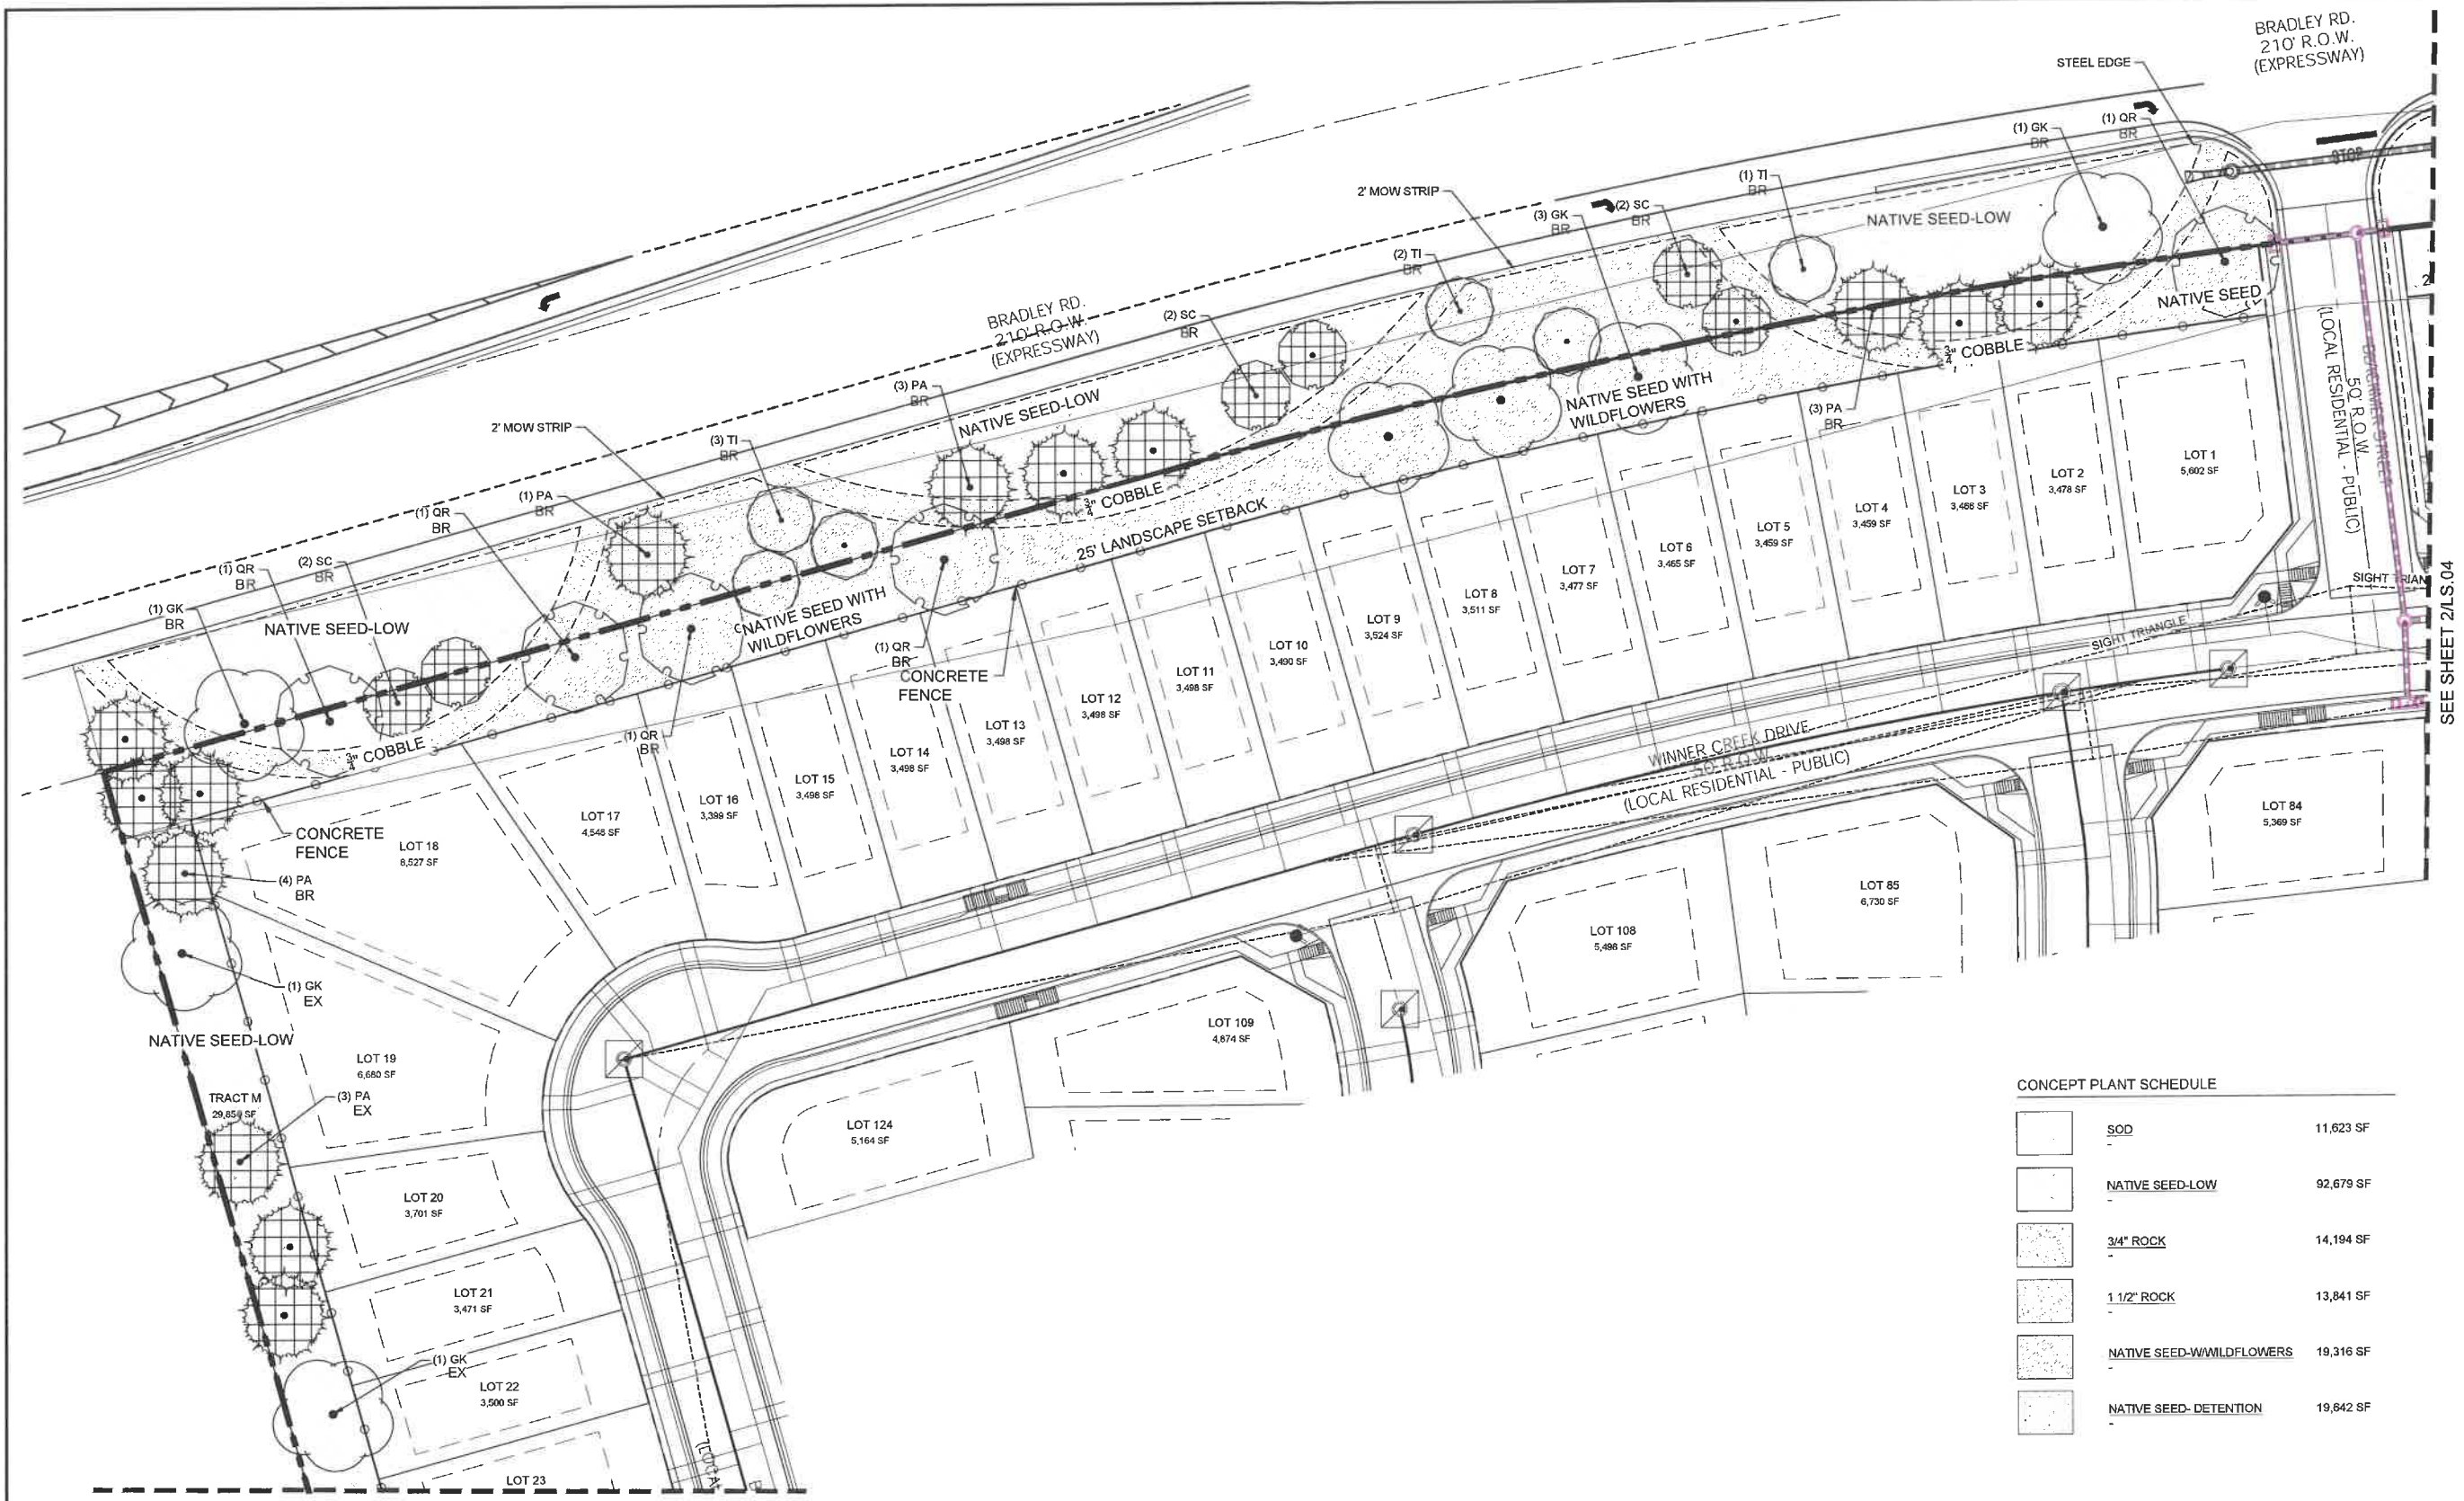 BRADLEY RD.
210' R.O.W.
(EXPRESSWAY)
STEEL EDGE
(1) QR
BR
(1) GK
BR
STOP
(1) TI
BR
2' MOW STRIP
(2) SC
BR
(3) GK
BR
NATIVE SEED-LOW
(2) TI
BR
NATIVE SEED
BRADLEY RD.
210' R.O.W.
(EXPRESSWAY)
(2) SC
BR
3/4" COBBLE
(3) PA
BR
NATIVE SEED-LOW
NATIVE SEED WITH
WILDFLOWERS
(3) PA
BR
2' MOW STRIP
(3) TI
BR
(1) PA
BR
3/4" COBBLE
25' LANDSCAPE SETBACK
(1) QR
BR
(1) QR
BR
(2) SC
BR
(1) GK
BR
NATIVE SEED-LOW
NATIVE SEED WITH
WILDFLOWERS
(1) QR
BR
CONCRETE
FENCE
(1) QR
BR
3/4" COBBLE
CONCRETE
FENCE
(4) PA
BR
(1) GK
EX
NATIVE SEED-LOW
TRACT M
29,850 SF
(3) PA
EX
(1) GK
EX
LOT 1
5,602 SF
LOT 2
3,478 SF
LOT 3
3,468 SF
LOT 4
3,459 SF
LOT 5
3,459 SF
LOT 6
3,465 SF
LOT 7
3,477 SF
LOT 8
3,511 SF
LOT 9
3,524 SF
LOT 10
3,490 SF
LOT 11
3,498 SF
LOT 12
3,498 SF
LOT 13
3,498 SF
LOT 14
3,498 SF
LOT 15
3,498 SF
LOT 16
3,399 SF
LOT 17
4,548 SF
LOT 18
8,527 SF
LOT 19
6,680 SF
LOT 20
3,701 SF
LOT 21
3,471 SF
LOT 22
3,500 SF
LOT 23
50' R.O.W.
(LOCAL RESIDENTIAL - PUBLIC)
SIGHT TRIAN
SIGHT TRIANGLE
WINNER CREEK DRIVE
50' R.O.W.
(LOCAL RESIDENTIAL - PUBLIC)
LOT 84
5,369 SF
LOT 85
6,730 SF
LOT 108
5,498 SF
LOT 109
4,874 SF
LOT 124
5,164 SF
(LOCAL
SEE SHEET 2/LS.04
CONCEPT PLANT SCHEDULE
SOD 11,623 SF
NATIVE SEED-LOW 92,679 SF
3/4" ROCK 14,194 SF
1 1/2" ROCK 13,841 SF
NATIVE SEED-W/WILDFLOWERS 19,316 SF
NATIVE SEED- DETENTION 19,642 SF